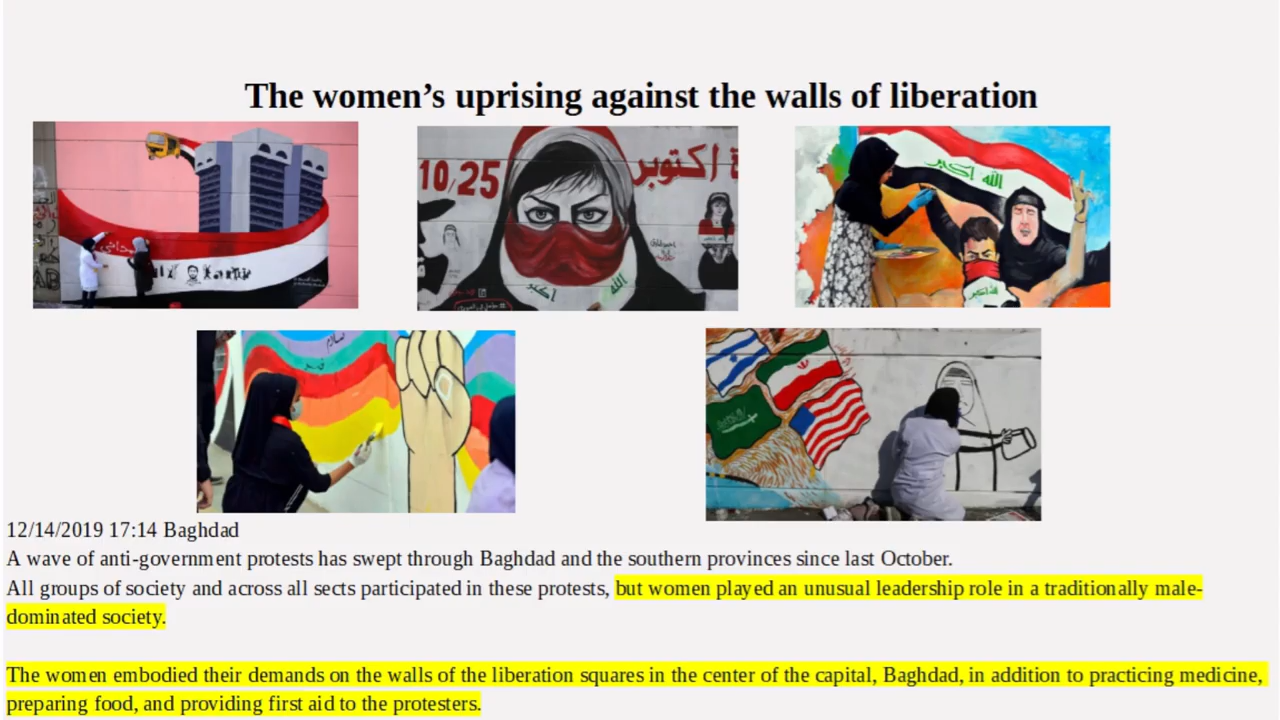 The women’s uprising against the walls of liberation
10/25
اكتوبر
الله اكبر
12/14/2019 17:14 Baghdad
A wave of anti-government protests has swept through Baghdad and the southern provinces since last October.
All groups of society and across all sects participated in these protests, but women played an unusual leadership role in a traditionally male-
dominated society.
The women embodied their demands on the walls of the liberation squares in the center of the capital, Baghdad, in addition to practicing medicine,
preparing food, and providing first aid to the protesters.